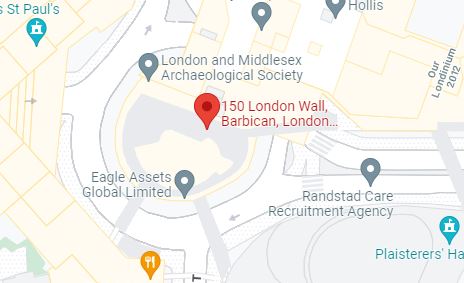 Hollis
s St Paul's
London and Middlesex
Archaeological Society
Our
Londinium
2012
150 London Wall,
Barbican, London...
Eagle Assets
Global Limited
Randstad Care
Recruitment Agency
Plaisterers' Ha
T